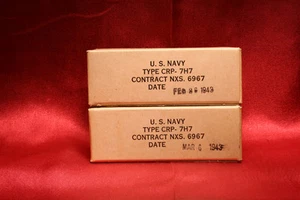 U. S. NAVY
TYPE CRP- 7H7
CONTRACT NXS. 6967
DATE FEB 1943
U. S. NAVY
TYPE CRP- 7H7
CONTRACT NXS. 6967
DATE MAR 1943